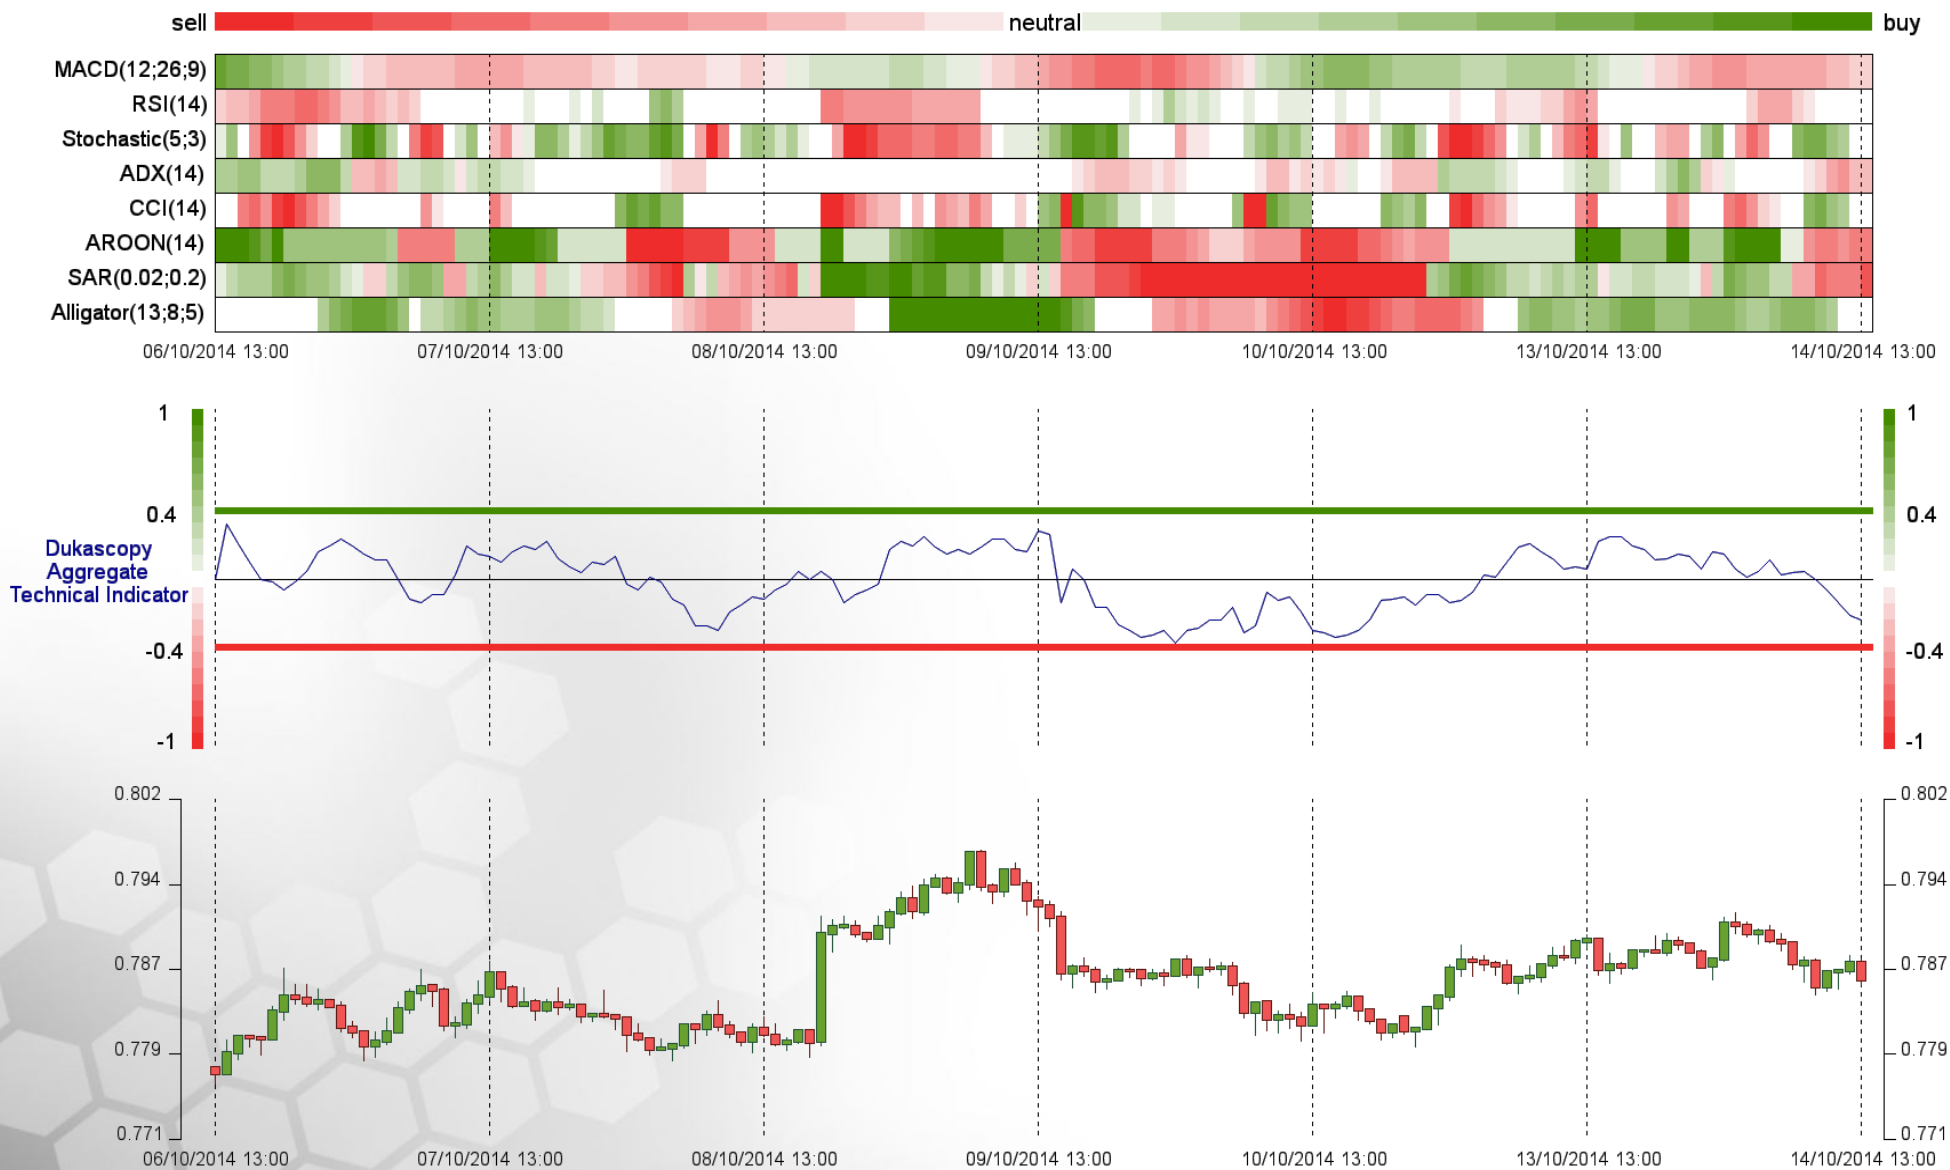 sell neutral buy
MACD(12;26;9)
RSI(14)
Stochastic(5;3)
ADX(14)
CCI(14)
AROON(14)
SAR(0.02;0.2)
Alligator(13;8;5)
06/10/2014 13:00 07/10/2014 13:00 08/10/2014 13:00 09/10/2014 13:00 10/10/2014 13:00 13/10/2014 13:00 14/10/2014 13:00
1 1
0.4 0.4
Dukascopy
Aggregate
Technical Indicator
-0.4 -0.4
-1 -1
0.802 0.802
0.794 0.794
0.787 0.787
0.779 0.779
0.771 0.771
06/10/2014 13:00 07/10/2014 13:00 08/10/2014 13:00 09/10/2014 13:00 10/10/2014 13:00 13/10/2014 13:00 14/10/2014 13:00